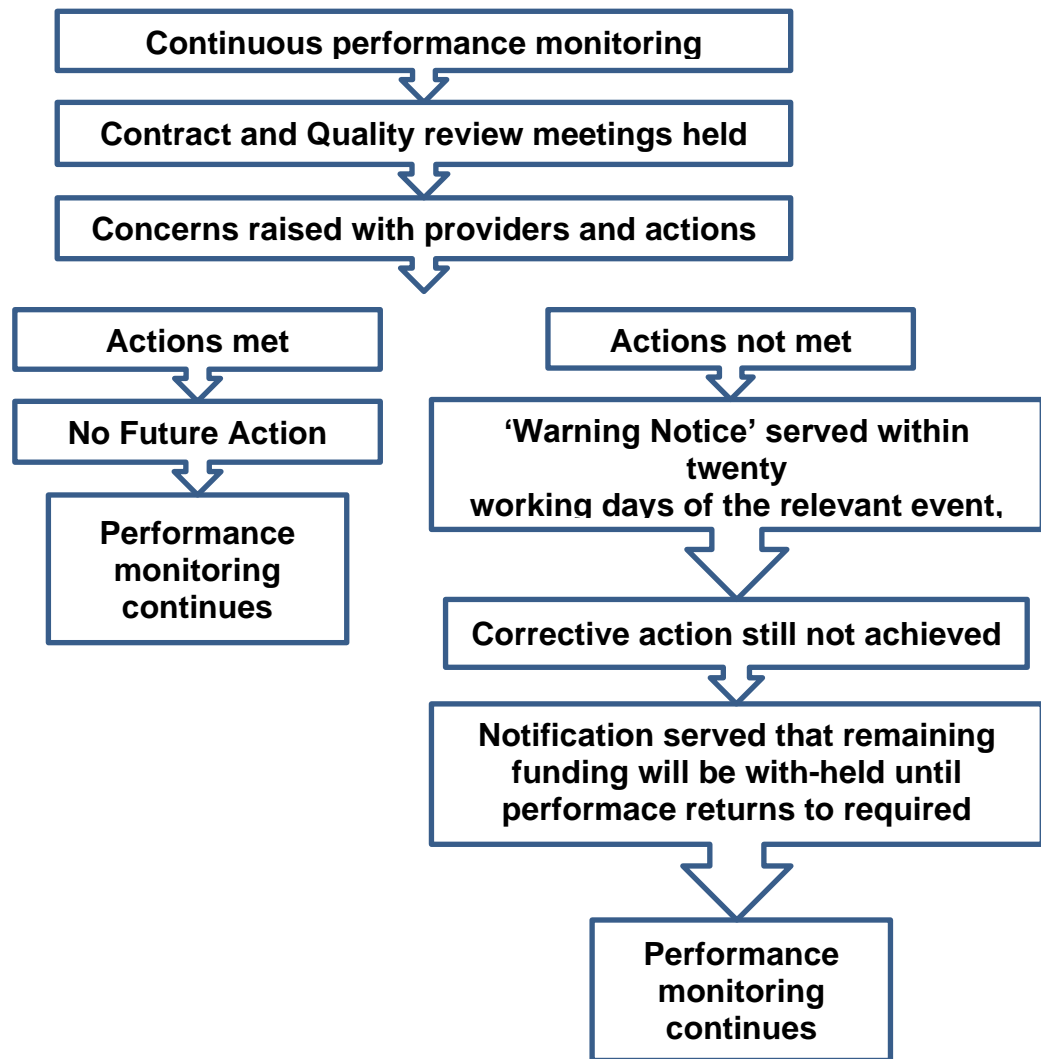 Continuous performance monitoring
Contract and Quality review meetings held
Concerns raised with providers and actions
Actions met
No Future Action
Performance
monitoring
continues
Actions not met
‘Warning Notice’ served within
twenty
working days of the relevant event,
Corrective action still not achieved
Notification served that remaining
funding will be with-held until
performace returns to required
Performance
monitoring
continues